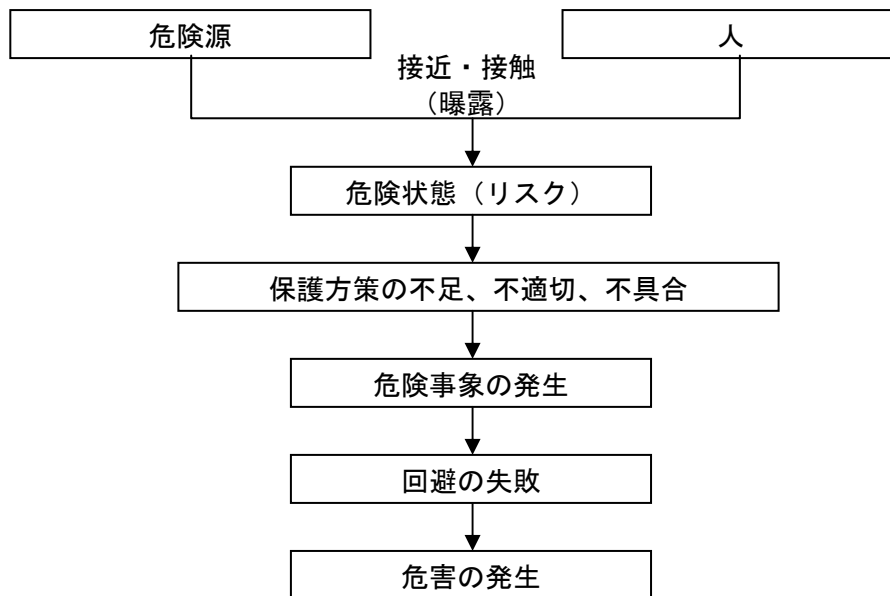 危険源
人
接近・接触
（曝露）
危険状態（リスク）
保護方策の不足、不適切、不具合
危険事象の発生
回避の失敗
危害の発生